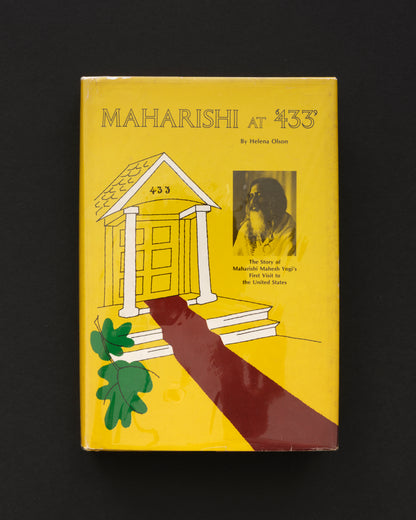 MAHARISHI AT '433'
By Helena Olson
433
The Story of
Maharishi Mahesh Yogi's
First Visit to
the United States